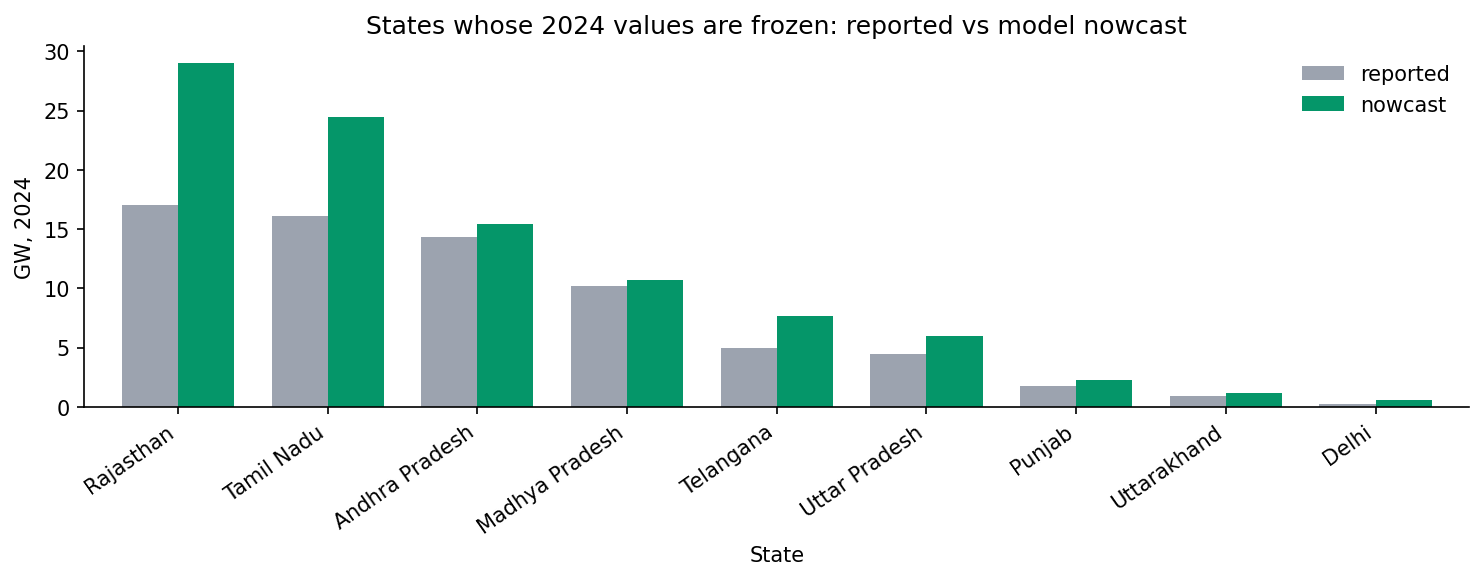 States whose 2024 values are frozen: reported vs model nowcast
reported
nowcast
GW, 2024
30
25
20
15
10
5
0
Rajasthan
Tamil Nadu
Andhra Pradesh
Madhya Pradesh
Telangana
Uttar Pradesh
Punjab
Uttarakhand
Delhi
State